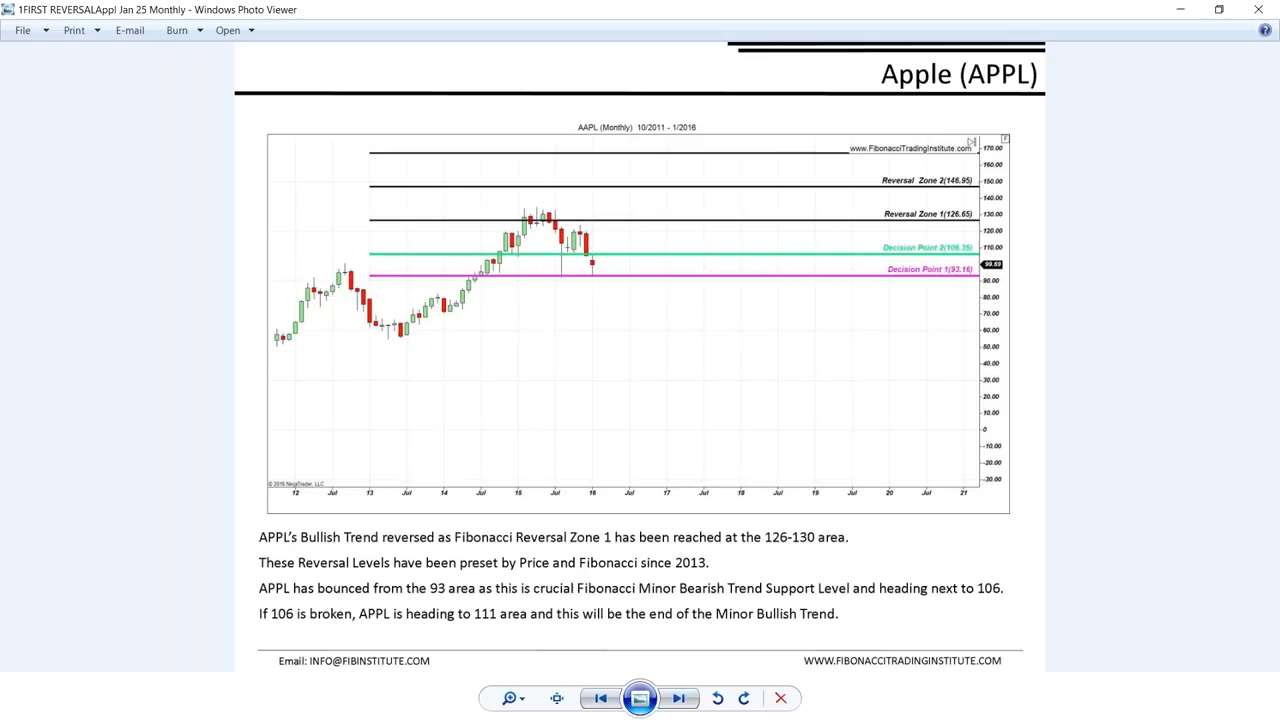 1FIRST REVERSALAppl Jan 25 Monthly - Windows Photo Viewer
File Print E-mail Burn Open
Apple (APPL)
AAPL (Monthly) 10/2011 - 1/2016
F
www.FibonacciTradingInstitute.com
170.00
160.00
Reversal Zone 2(146.95)
150.00
140.00
Reversal Zone 1(126.65)
130.00
120.00
Decision Point 2(106.35)
110.00
99.69
Decision Point 1(93.16)
90.00
80.00
70.00
60.00
50.00
40.00
30.00
20.00
10.00
0
-10.00
-20.00
-30.00
© 2016 NinjaTrader, LLC
12 Jul 13 Jul 14 Jul 15 Jul 16 Jul 17 Jul 18 Jul 19 Jul 20 Jul 21
APPL’s Bullish Trend reversed as Fibonacci Reversal Zone 1 has been reached at the 126-130 area.
These Reversal Levels have been preset by Price and Fibonacci since 2013.
APPL has bounced from the 93 area as this is crucial Fibonacci Minor Bearish Trend Support Level and heading next to 106.
If 106 is broken, APPL is heading to 111 area and this will be the end of the Minor Bullish Trend.
Email: INFO@FIBINSTITUTE.COM WWW.FIBONACCITRADINGINSTITUTE.COM